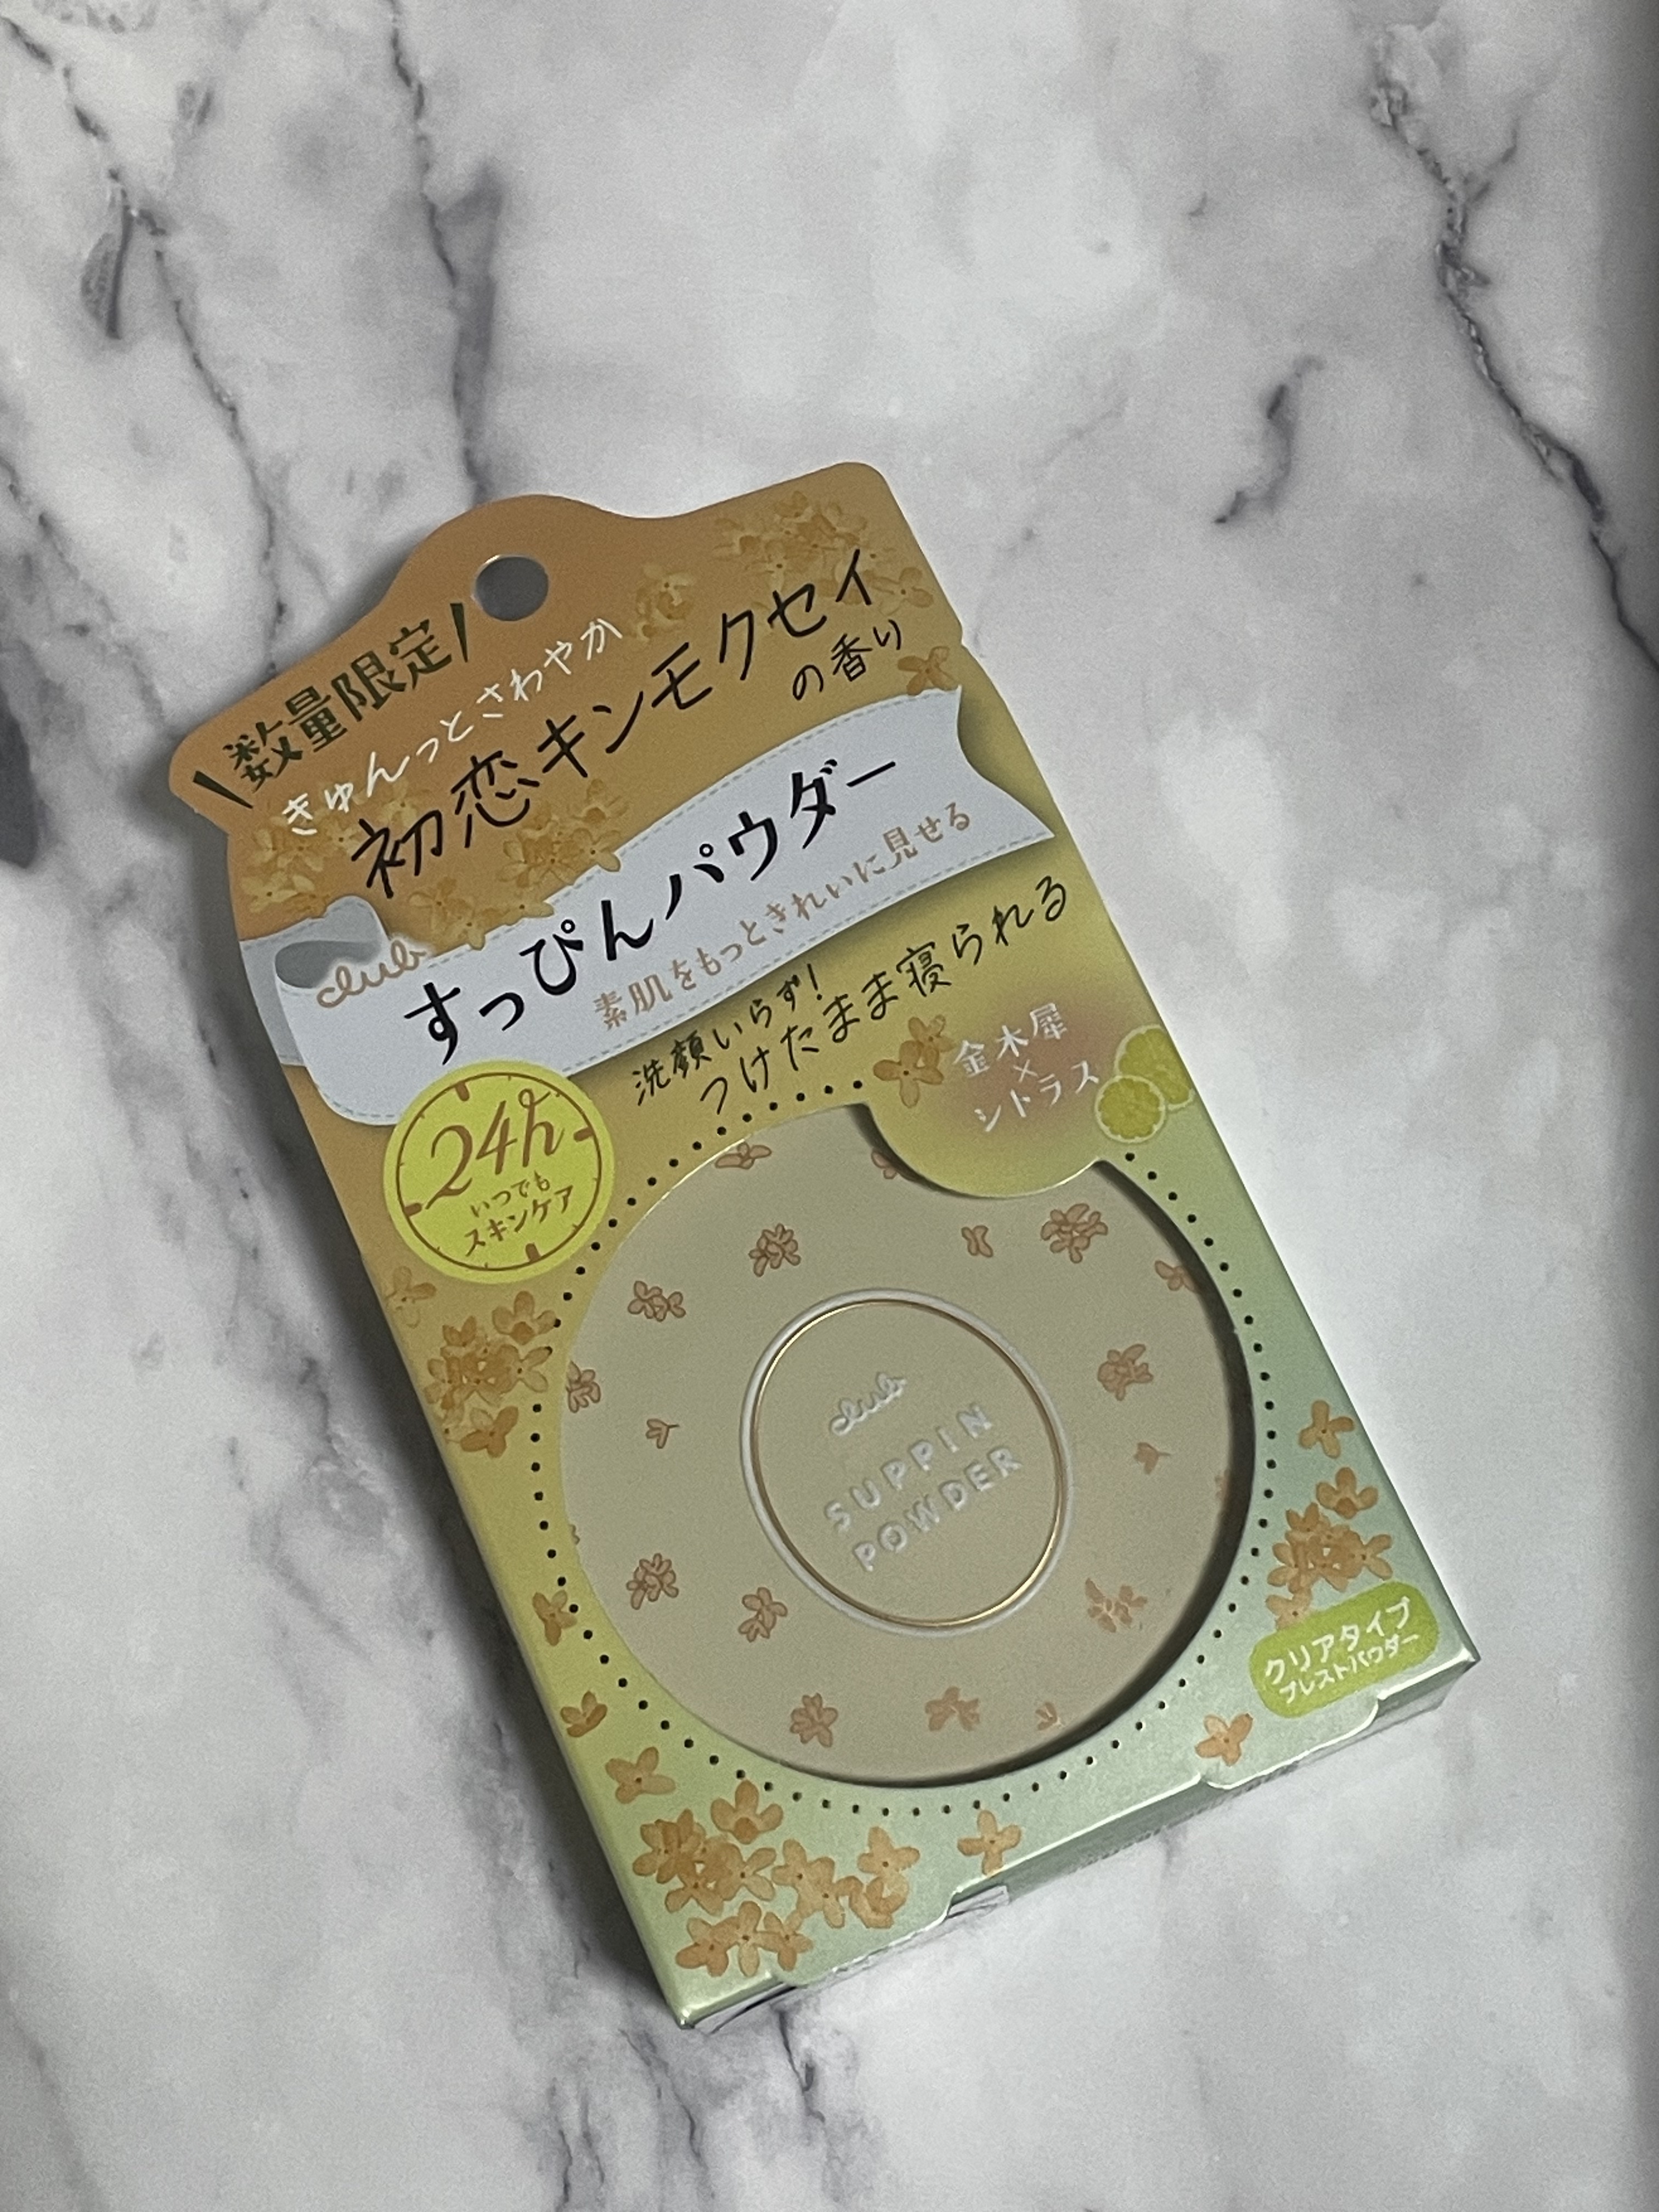 数量限定
きゅんっとさわやか
初恋キンモクセイ
の香り
club
すっぴんパウダー
素肌をもっときれいに見せる
洗顔いらず!
つけたまま寝られる
24h
いつでも
スキンケア
金木犀
×
シトラス
club
SUPPIN
POWDER
クリアタイプ
プレストパウダー